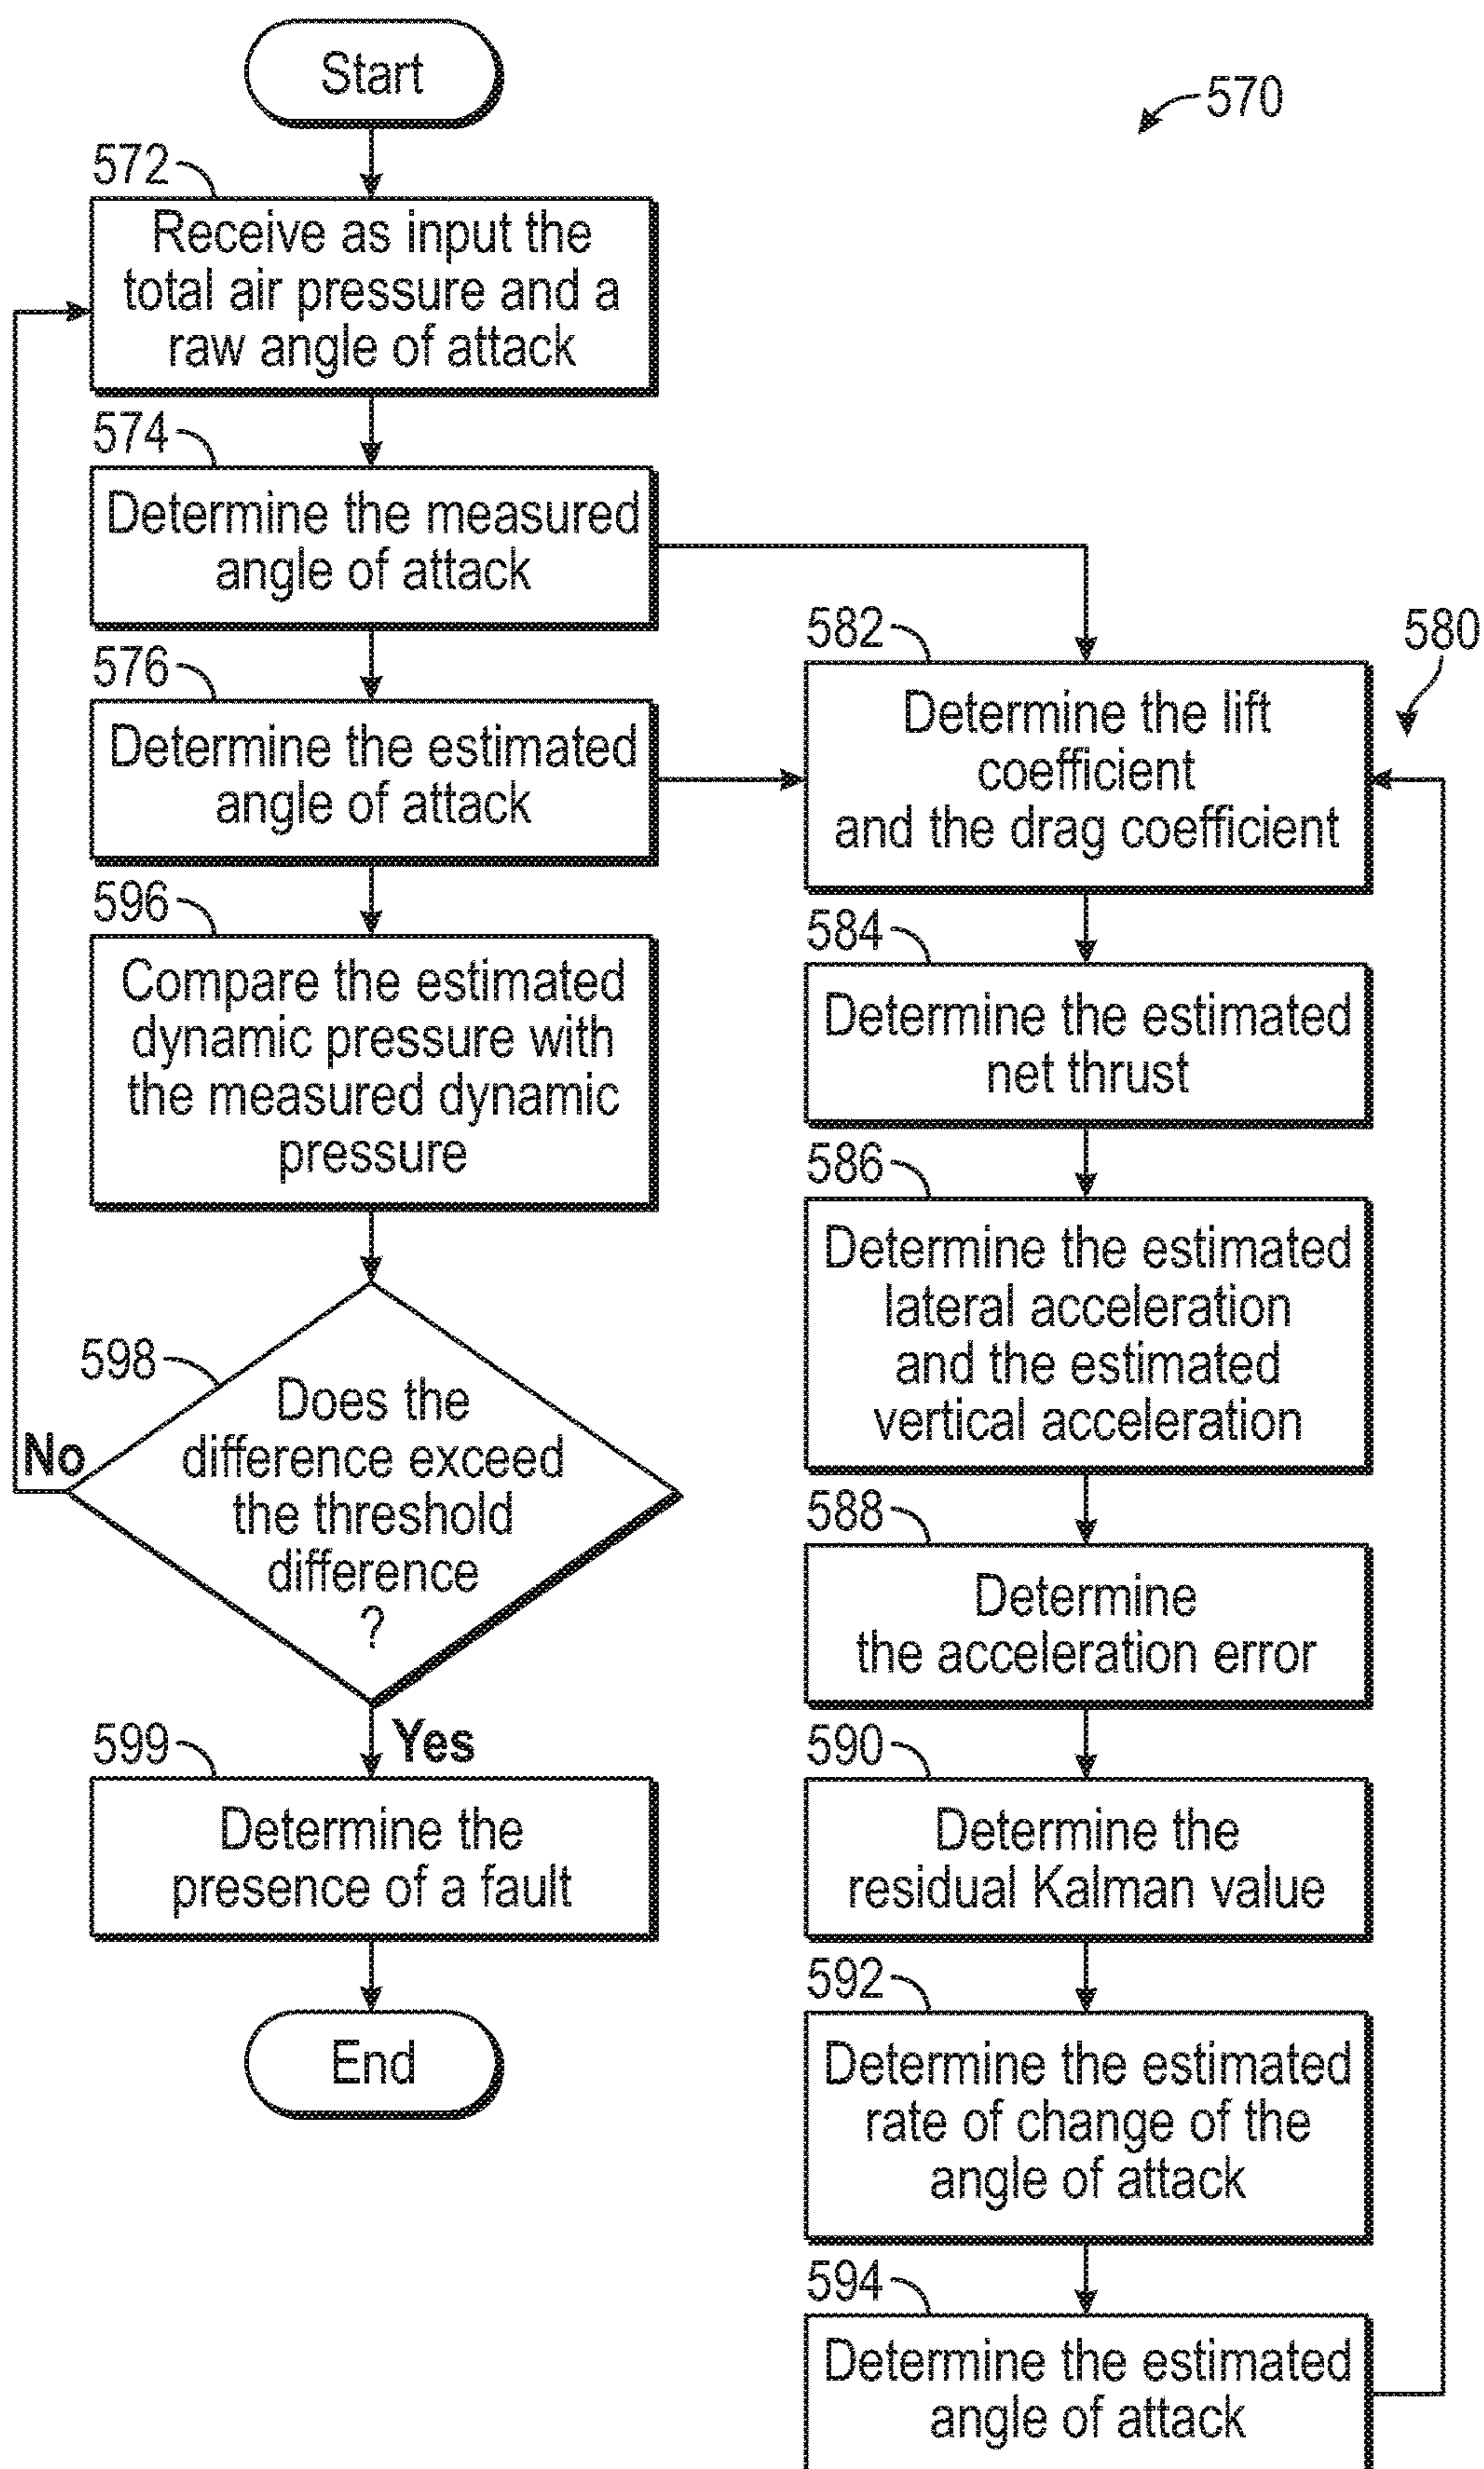 Start
570
572
Receive as input the
total air pressure and a
raw angle of attack
574
Determine the measured
angle of attack
576
Determine the estimated
angle of attack
596
Compare the estimated
dynamic pressure with
the measured dynamic
pressure
598
Does the
difference exceed
the threshold
difference
?
No
Yes
599
Determine the
presence of a fault
End
580
582
Determine the lift
coefficient
and the drag coefficient
584
Determine the estimated
net thrust
586
Determine the estimated
lateral acceleration
and the estimated
vertical acceleration
588
Determine
the acceleration error
590
Determine the
residual Kalman value
592
Determine the estimated
rate of change of the
angle of attack
594
Determine the estimated
angle of attack